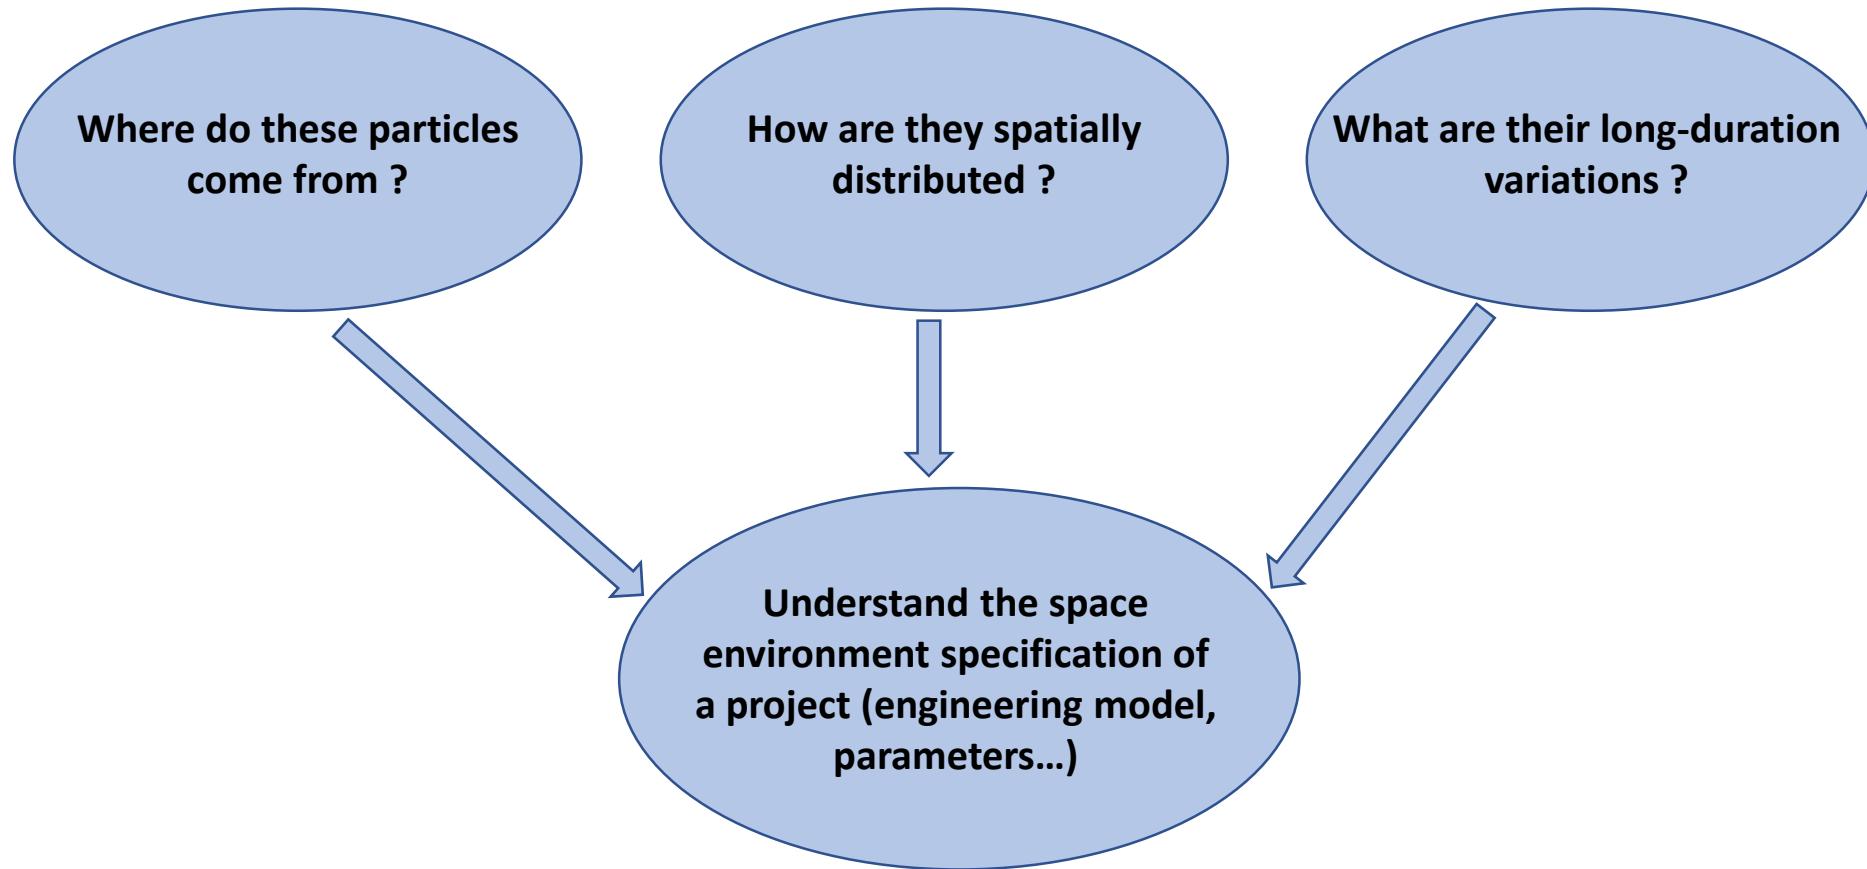 Where do these particles
come from ?
How are they spatially
distributed ?
What are their long-duration
variations ?
Understand the space
environment specification of
a project (engineering model,
parameters…)